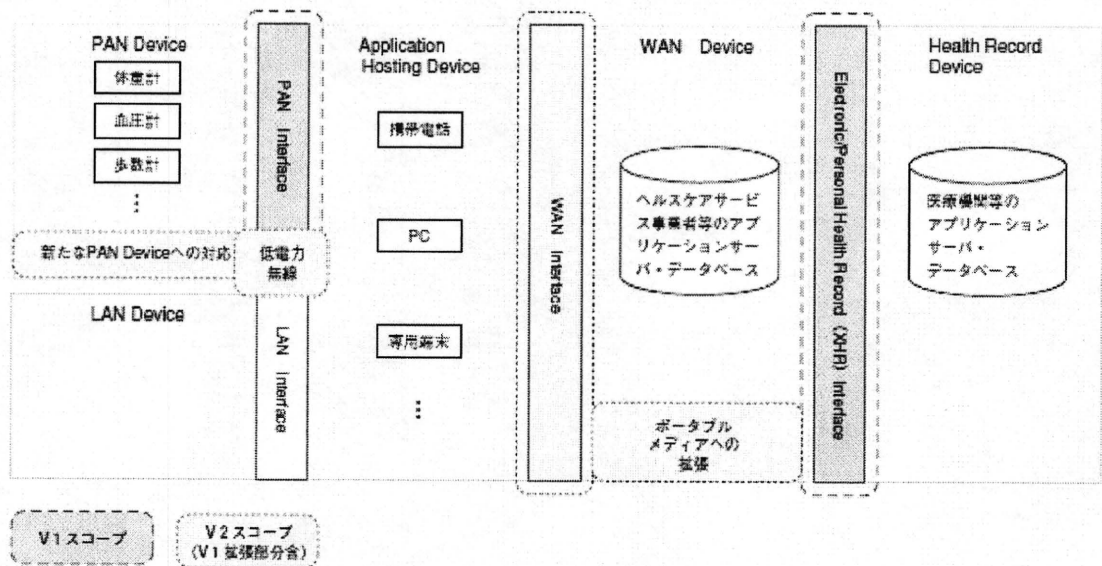 PAN Device
体重計
血圧計
歩数計
⋮
新たなPAN Deviceへの対応
LAN Device
PAN Interface
低電力
無線
LAN Interface
Application
Hosting Device
携帯電話
PC
専用端末
⋮
WAN Interface
WAN Device
ヘルスケアサービ
ス事業者等のアプ
リケーションサー
バ・データベース
ポータブル
メディアへの
拡張
Electronic/Personal Health Record (XHR) Interface
Health Record
Device
医療機関等の
アプリケーション
サーバ・
データベース
V1スコープ
V2スコープ
(V1拡張部分含)